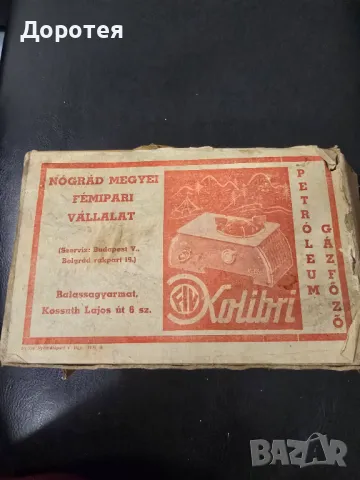 Доротея
NÓGRÁD MEGYEI
FÉMIPARI
VÁLLALAT
(Szerviz: Budapest V.,
Belgrád rakpart 19.)
Balassagyarmat,
Kossuth Lajos út 6 sz.
Kolibri
PETRÓLEUM
GÁZFŐZŐ
BAZAR